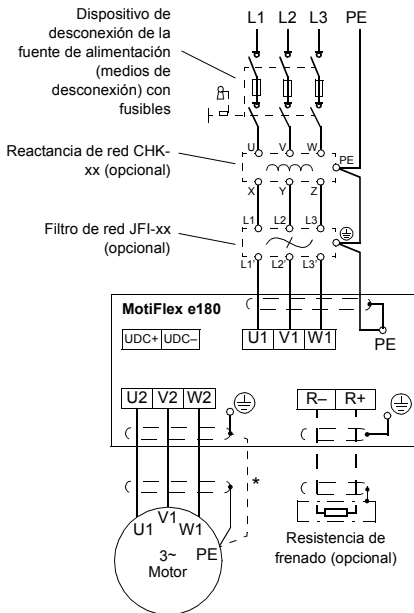 Dispositivo de
desconexión de la
fuente de alimentación
(medios de
desconexión) con
fusibles
L1 L2 L3 PE
U V W
PE
Reactancia de red CHK-
xx (opcional)
X Y Z
L1 L2 L3
Filtro de red JFI-xx
(opcional)
L1' L2' L3'
MotiFlex e180
UDC+ UDC–
U1 V1 W1
PE
U2 V2 W2
R– R+
*
U1 V1 W1
PE
3~
Motor
Resistencia de
frenado (opcional)